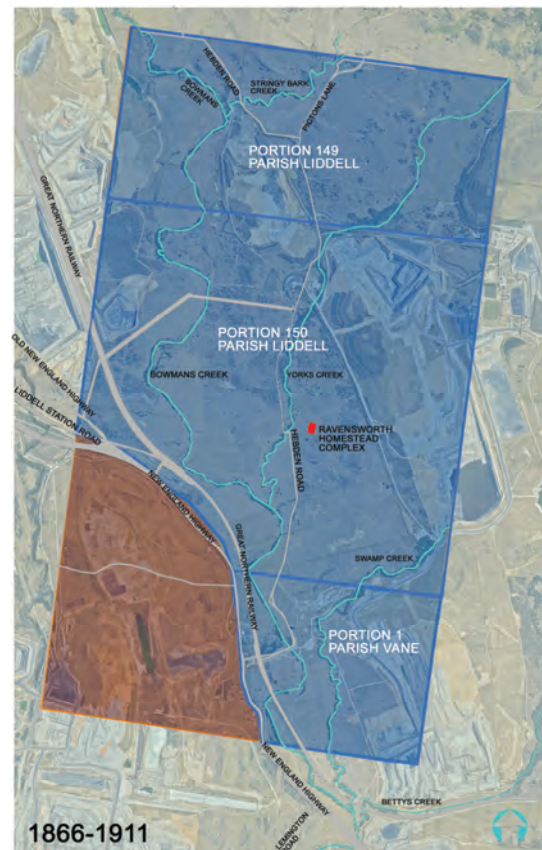 HEBDEN ROAD
STRINGY BARK
CREEK
PIDTONS LANE
BOWMANS
CREEK
PORTION 149
PARISH LIDDELL
GREAT NORTHERN RAILWAY
PORTION 150
PARISH LIDDELL
OLD NEW ENGLAND HIGHWAY
BOWMANS CREEK
YORKS CREEK
LIDDELL STATION ROAD
RAVENSWORTH
HOMESTEAD
COMPLEX
HEBDEN ROAD
NEW ENGLAND HIGHWAY
GREAT NORTHERN RAILWAY
SWAMP CREEK
PORTION 1
PARISH VANE
NEW ENGLAND HIGHWAY
BETTYS CREEK
LEMINGTON
ROAD
1866-1911